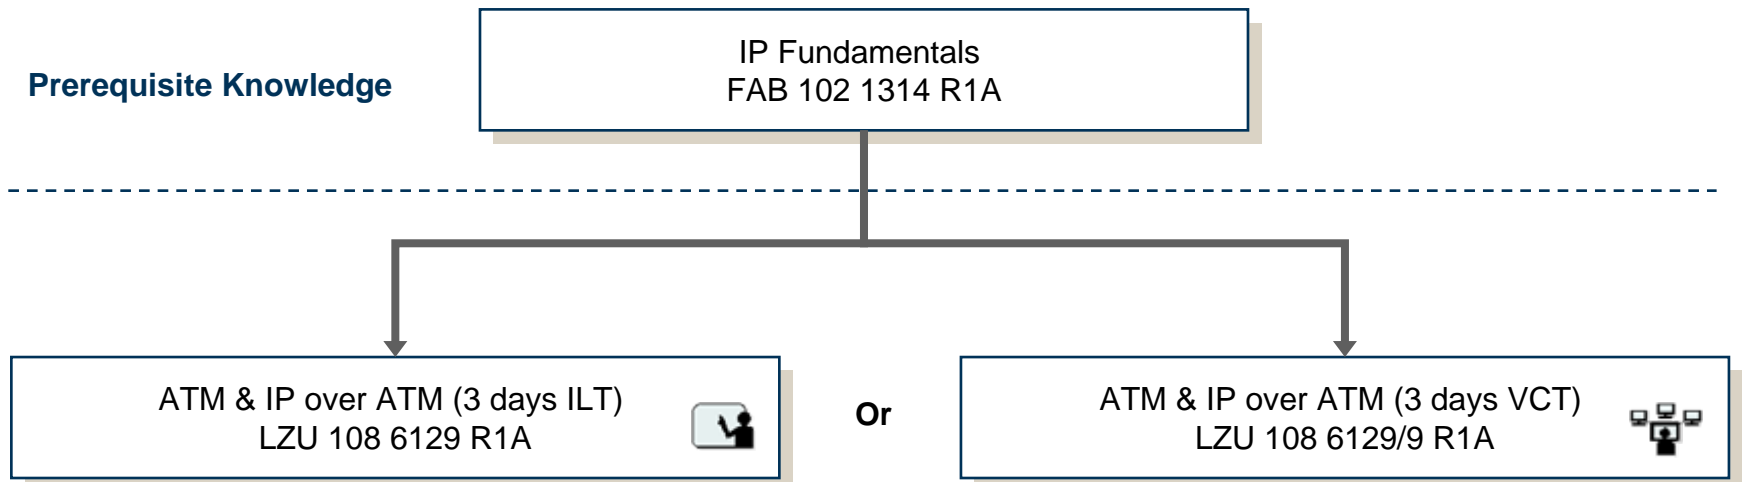 IP Fundamentals
FAB 102 1314 R1A
Prerequisite Knowledge
ATM & IP over ATM (3 days ILT)
LZU 108 6129 R1A
Or
ATM & IP over ATM (3 days VCT)
LZU 108 6129/9 R1A